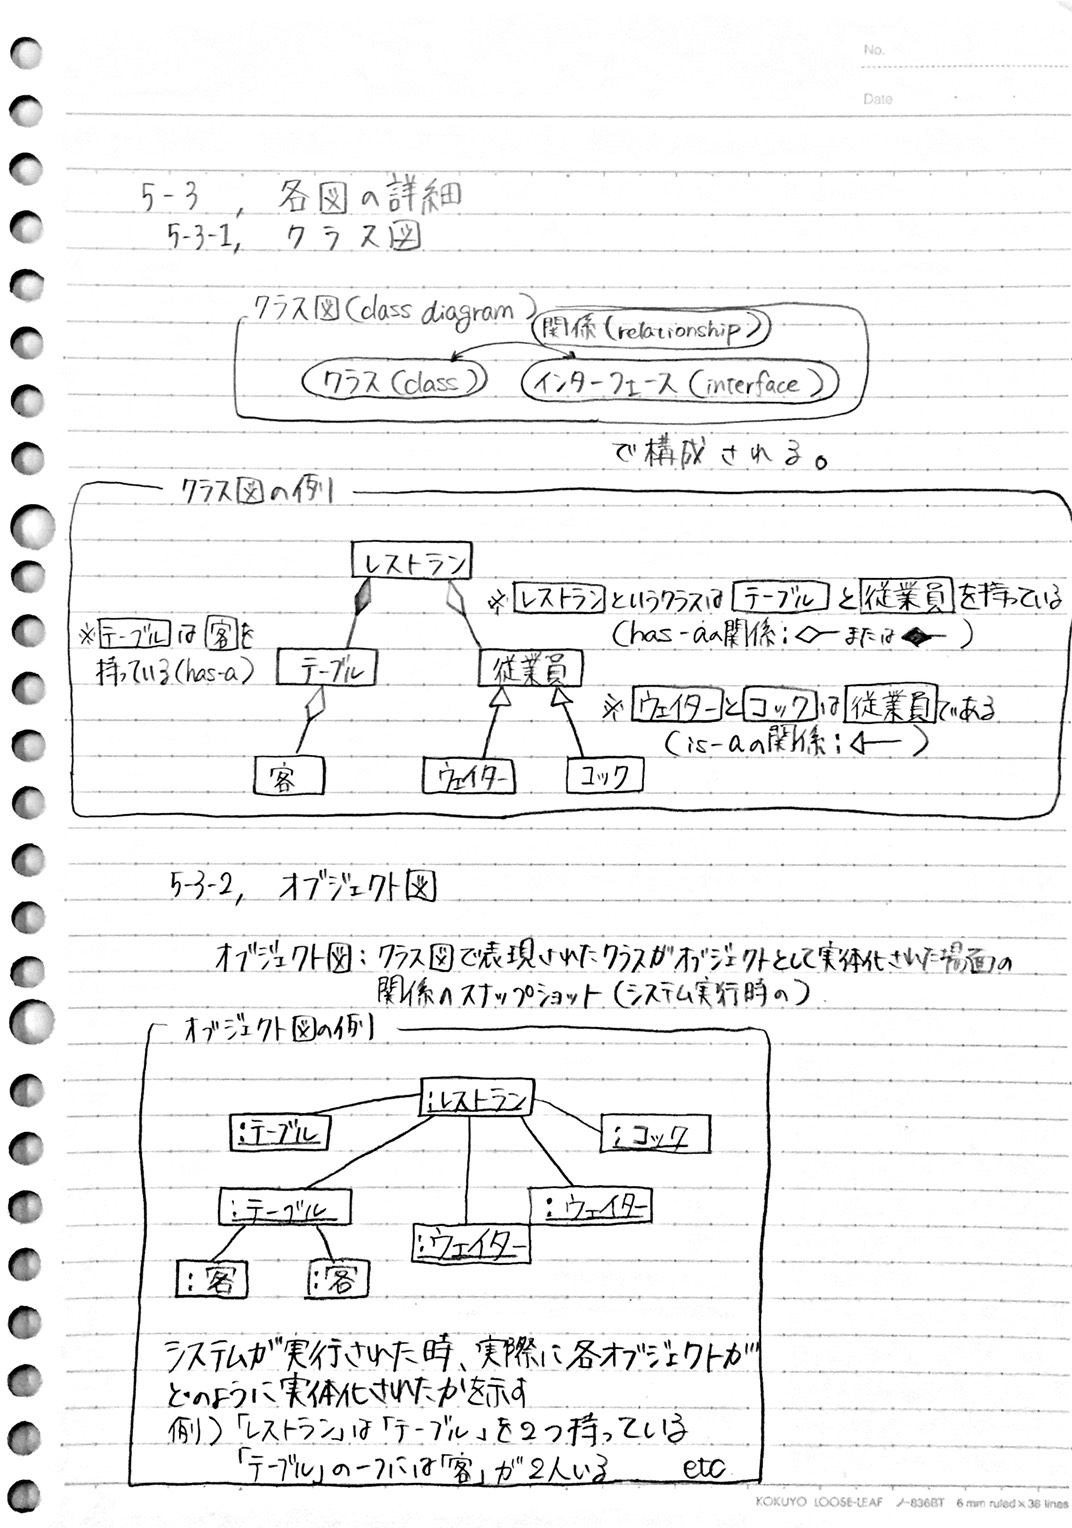 No.
Date
5-3 , 各図の詳細
5-3-1, クラス図
クラス図(class diagram)
関係(relationship)
クラス(class) インターフェース(interface)
で構成される。
クラス図の例
レストラン
※レストランというクラスはテーブルと従業員を持っている
(has-aの関係: または )
※テーブルは客を
持っている(has-a)
テーブル 従業員
※ウェイターとコックは従業員である
(is-aの関係: )
客 ウェイター コック
5-3-2, オブジェクト図
オブジェクト図:クラス図で表現されたクラスがオブジェクトとして実体化された場面の
関係のスナップショット(システム実行時の)
オブジェクト図の例
:レストラン
:テーブル :コック
:テーブル :ウェイター
:ウェイター
:客 :客
システムが実行された時、実際に各オブジェクトが
どのように実体化されたかを示す
例)「レストラン」は「テーブル」を2つ持っている
「テーブル」の一つには「客」が2人いる etc
KOKUYO LOOSE-LEAF ノ-836BT 6 mm ruled×36 lines